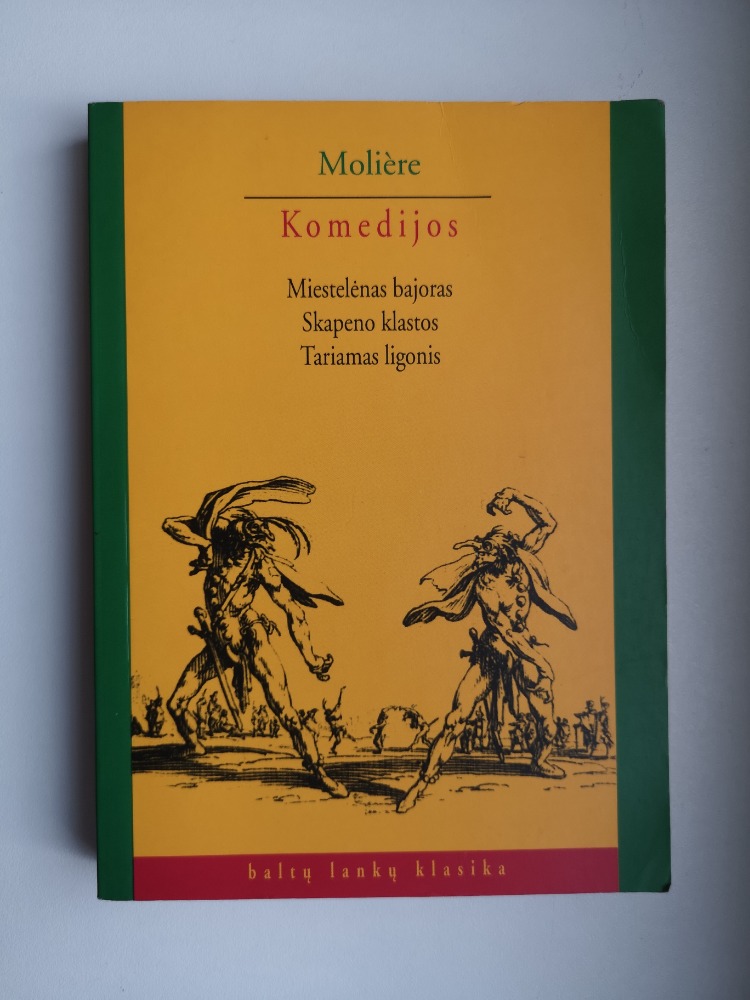 Molière
Komedijos
Miestelėnas bajoras
Skapeno klastos
Tariamas ligonis
baltų lankų klasika